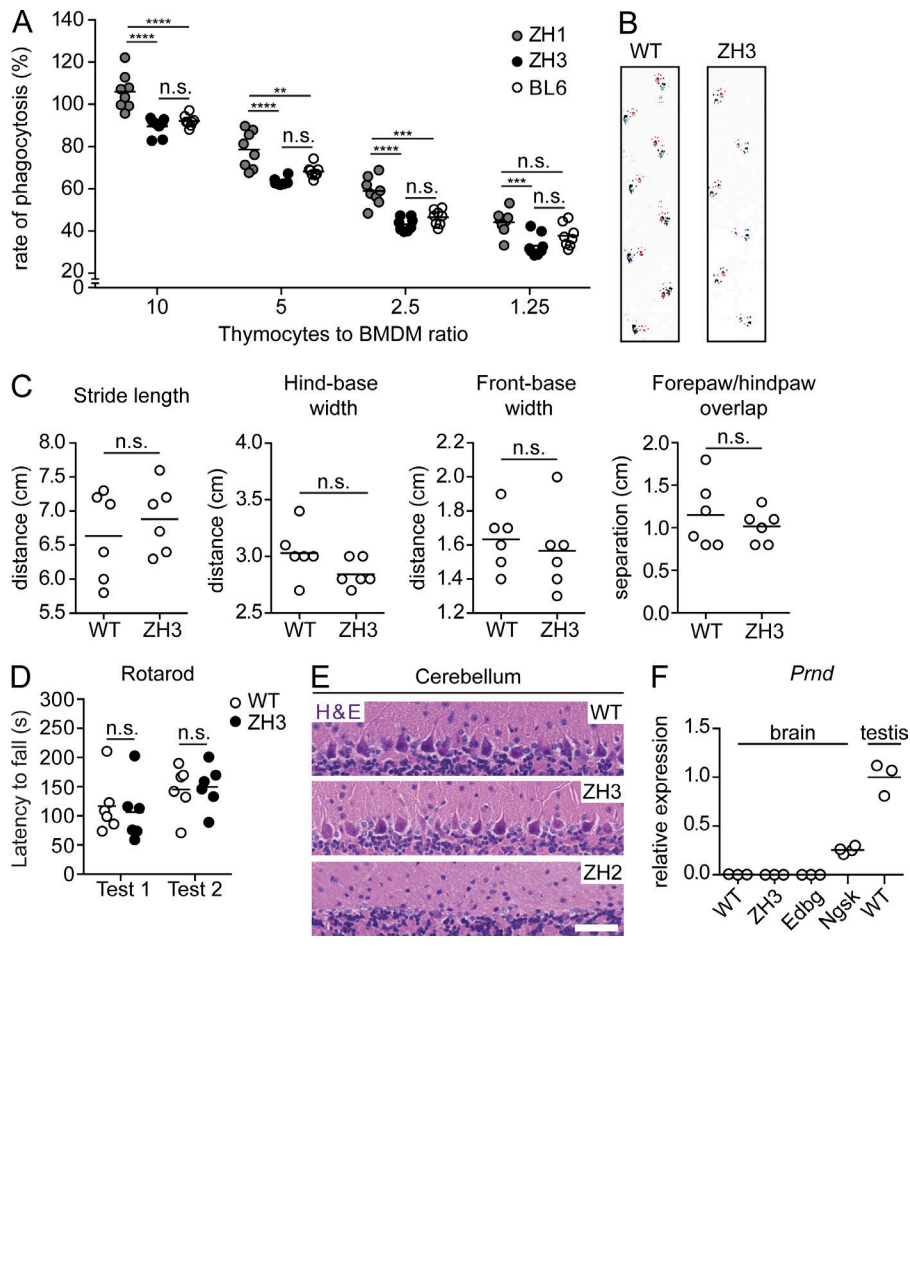 A
140
120
100
80
60
40
20
0
rate of phagocytosis (%)
****
****
n.s.
**
****
n.s.
***
****
n.s.
n.s.
***
n.s.
ZH1
ZH3
BL6
10 5 2.5 1.25
Thymocytes to BMDM ratio
B
WT ZH3
C
Stride length
distance (cm)
8.0
7.5
7.0
6.5
6.0
5.5
n.s.
WT ZH3
Hind-base
width
distance (cm)
4.0
3.5
3.0
2.5
n.s.
WT ZH3
Front-base
width
distance (cm)
2.2
2.0
1.8
1.6
1.4
1.2
n.s.
WT ZH3
Forepaw/hindpaw
overlap
separation (cm)
2.0
1.5
1.0
0.5
0.0
n.s.
WT ZH3
D
Rotarod
Latency to fall (s)
300
250
200
150
100
50
0
n.s.
n.s.
WT
ZH3
Test 1 Test 2
E
Cerebellum
H&E
WT
ZH3
ZH2
F
Prnd
relative expression
1.5
1.0
0.5
0.0
brain testis
WT ZH3 Edbg Ngsk WT